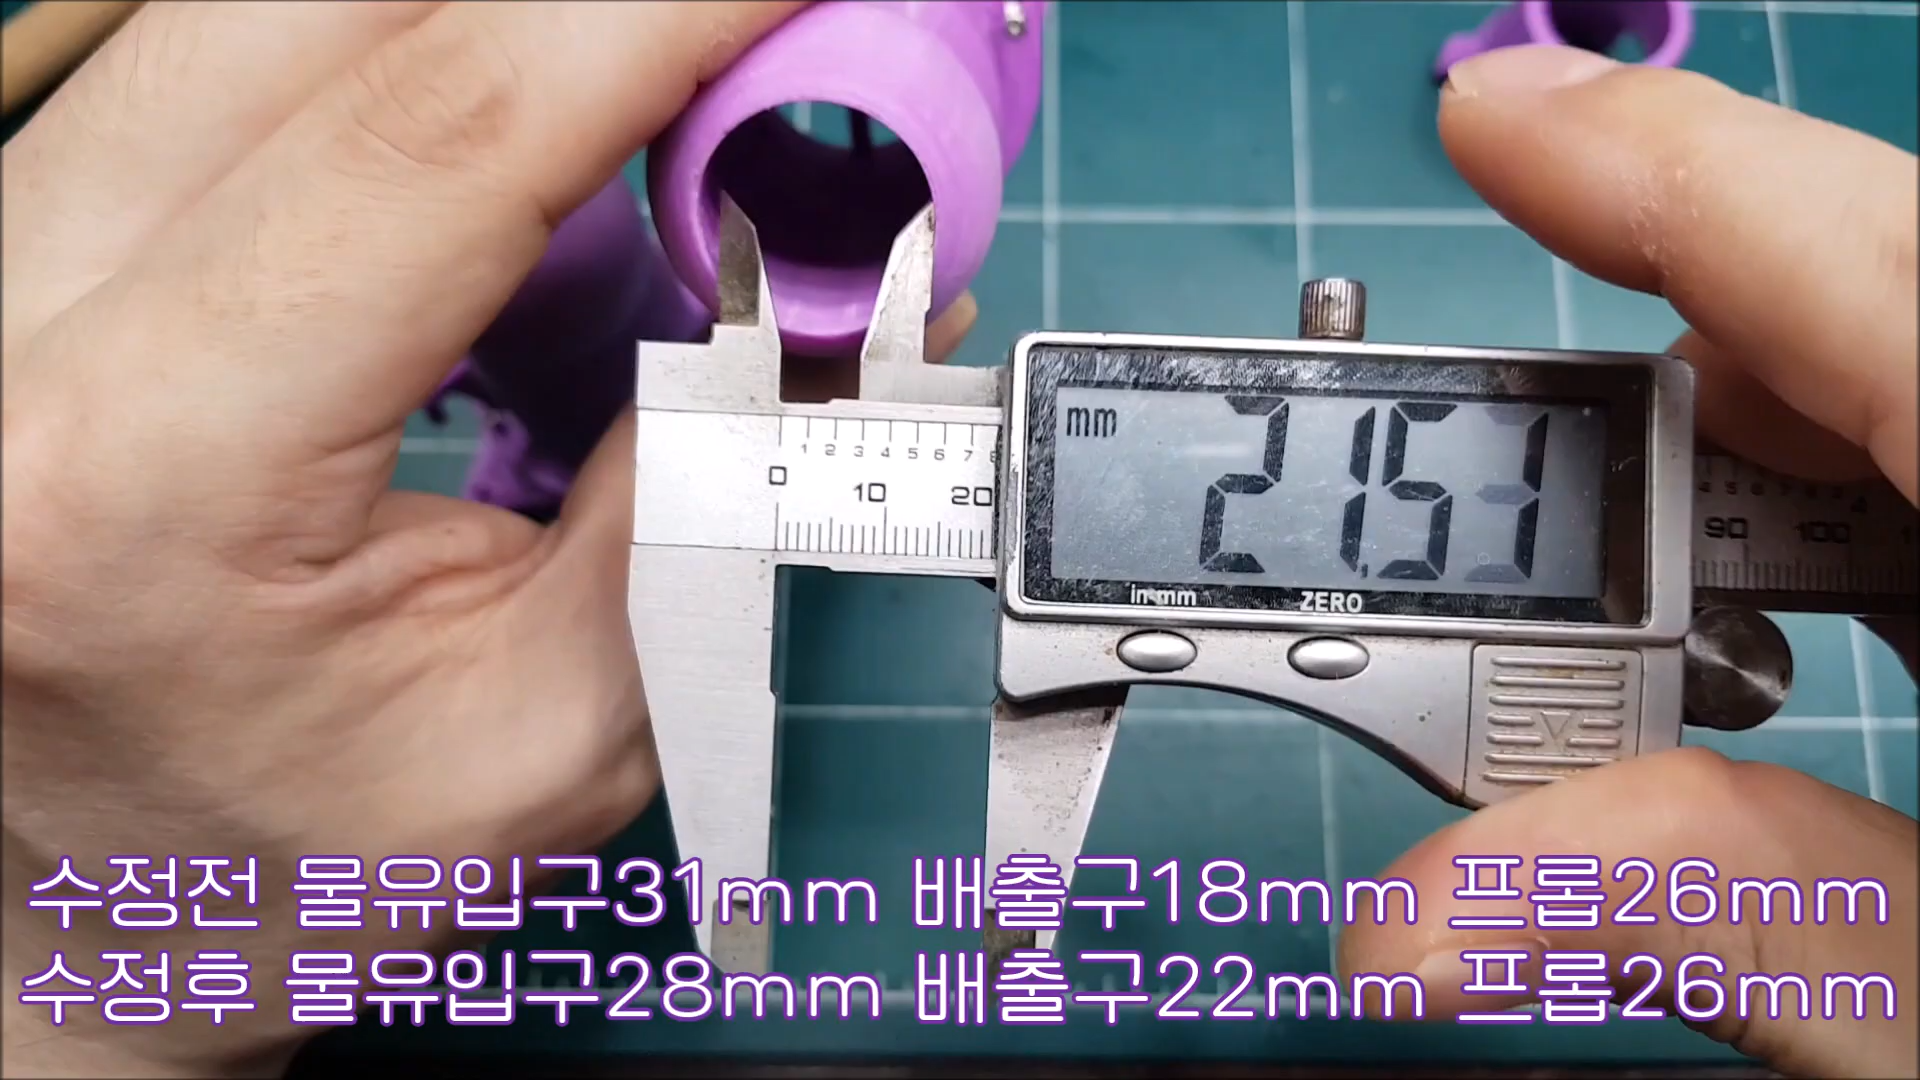 1 2 3 4 5 6 7 8
0 10 20
mm 21.53
in·mm ZERO
90 100
수정전 물유입구31mm 배출구18mm 프롭26mm
수정후 물유입구28mm 배출구22mm 프롭26mm